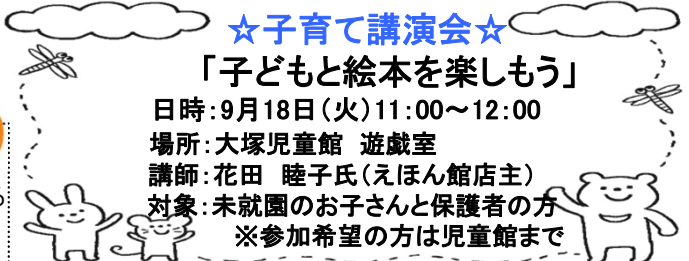 ☆子育て講演会☆
「子どもと絵本を楽しもう」
日時:9月18日(火)11:00～12:00
場所:大塚児童館　遊戯室
講師:花田　睦子氏(えほん館店主)
対象:未就園のお子さんと保護者の方
※参加希望の方は児童館まで